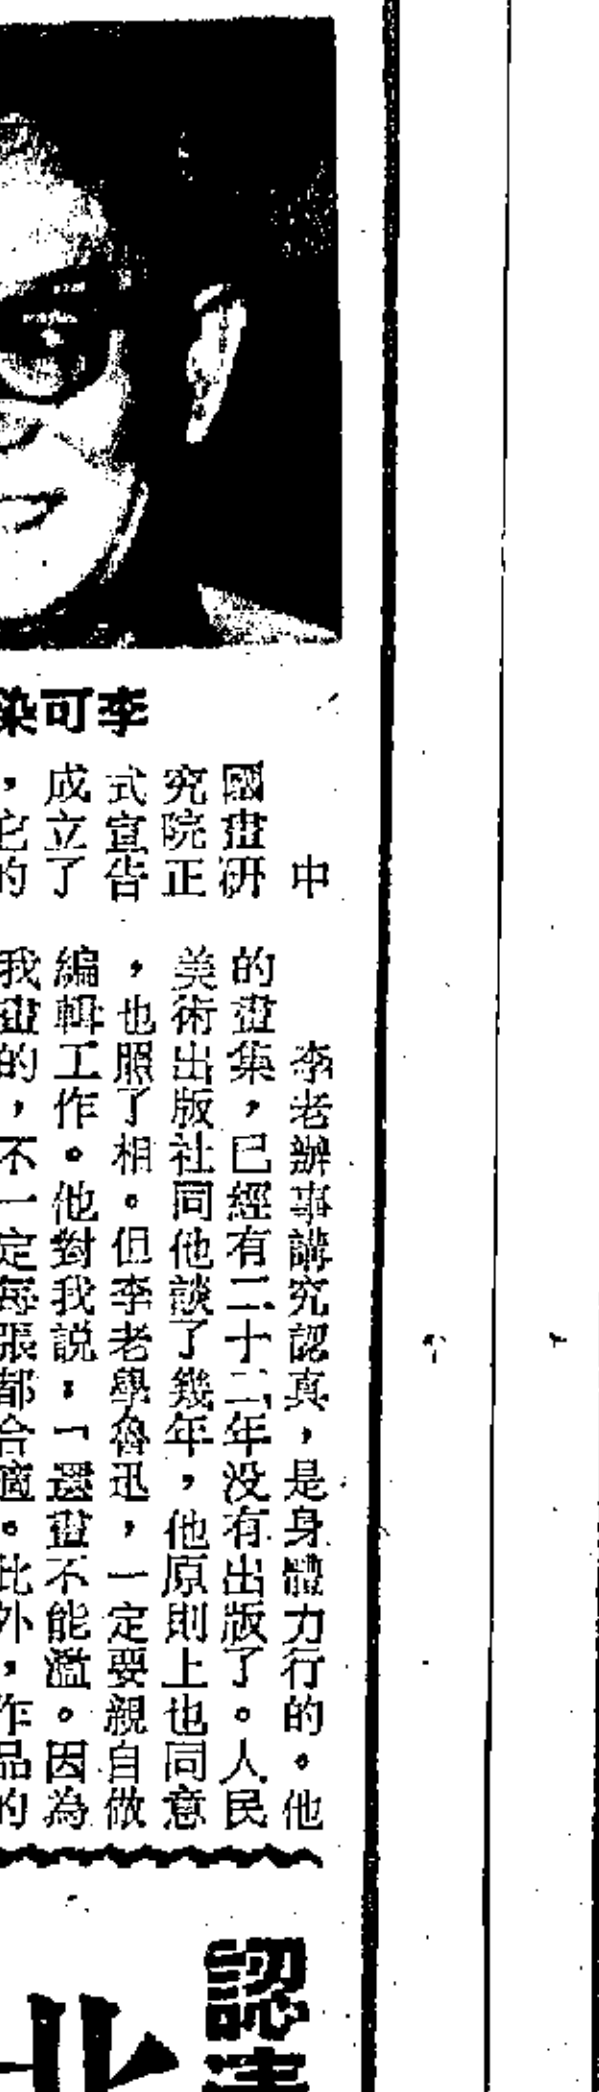 李可染
中
國畫研
究院正
式宣告
成立了
，它的
李老辦事講究認真，是身體力行的。他
的畫集，已經有二十二年没有出版了。人民
美術出版社同他談了幾年，他原則上也同意
，也照了相。但李老學魯迅，一定要親自做
編輯工作。他對我説：「選畫不能濫。因為
我畫的，不一定每張都合適。此外，作品的
認
北